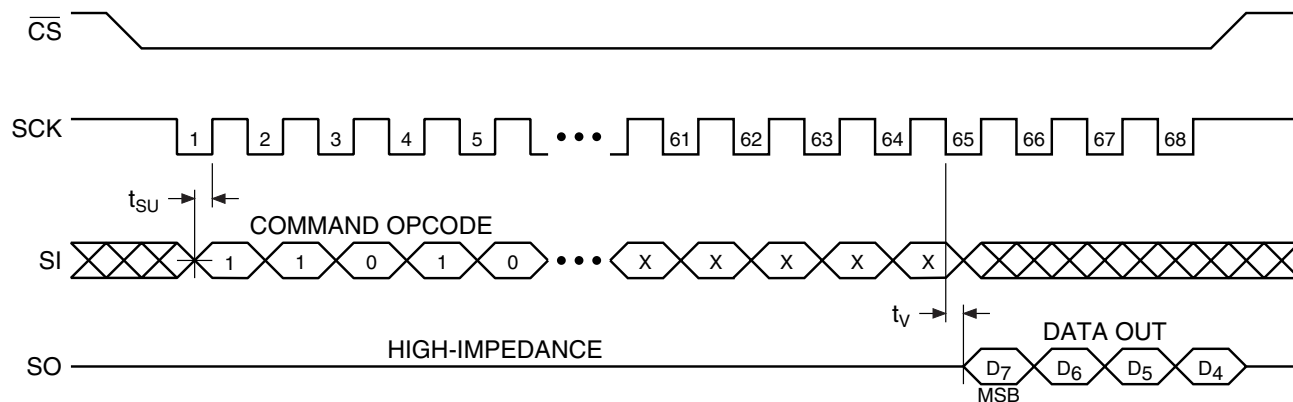 CS
SCK 1 2 3 4 5 ••• 61 62 63 64 65 66 67 68
tSU
COMMAND OPCODE
SI 1 1 0 1 0 ••• X X X X X
tV
DATA OUT
HIGH-IMPEDANCE
SO D7 D6 D5 D4
MSB